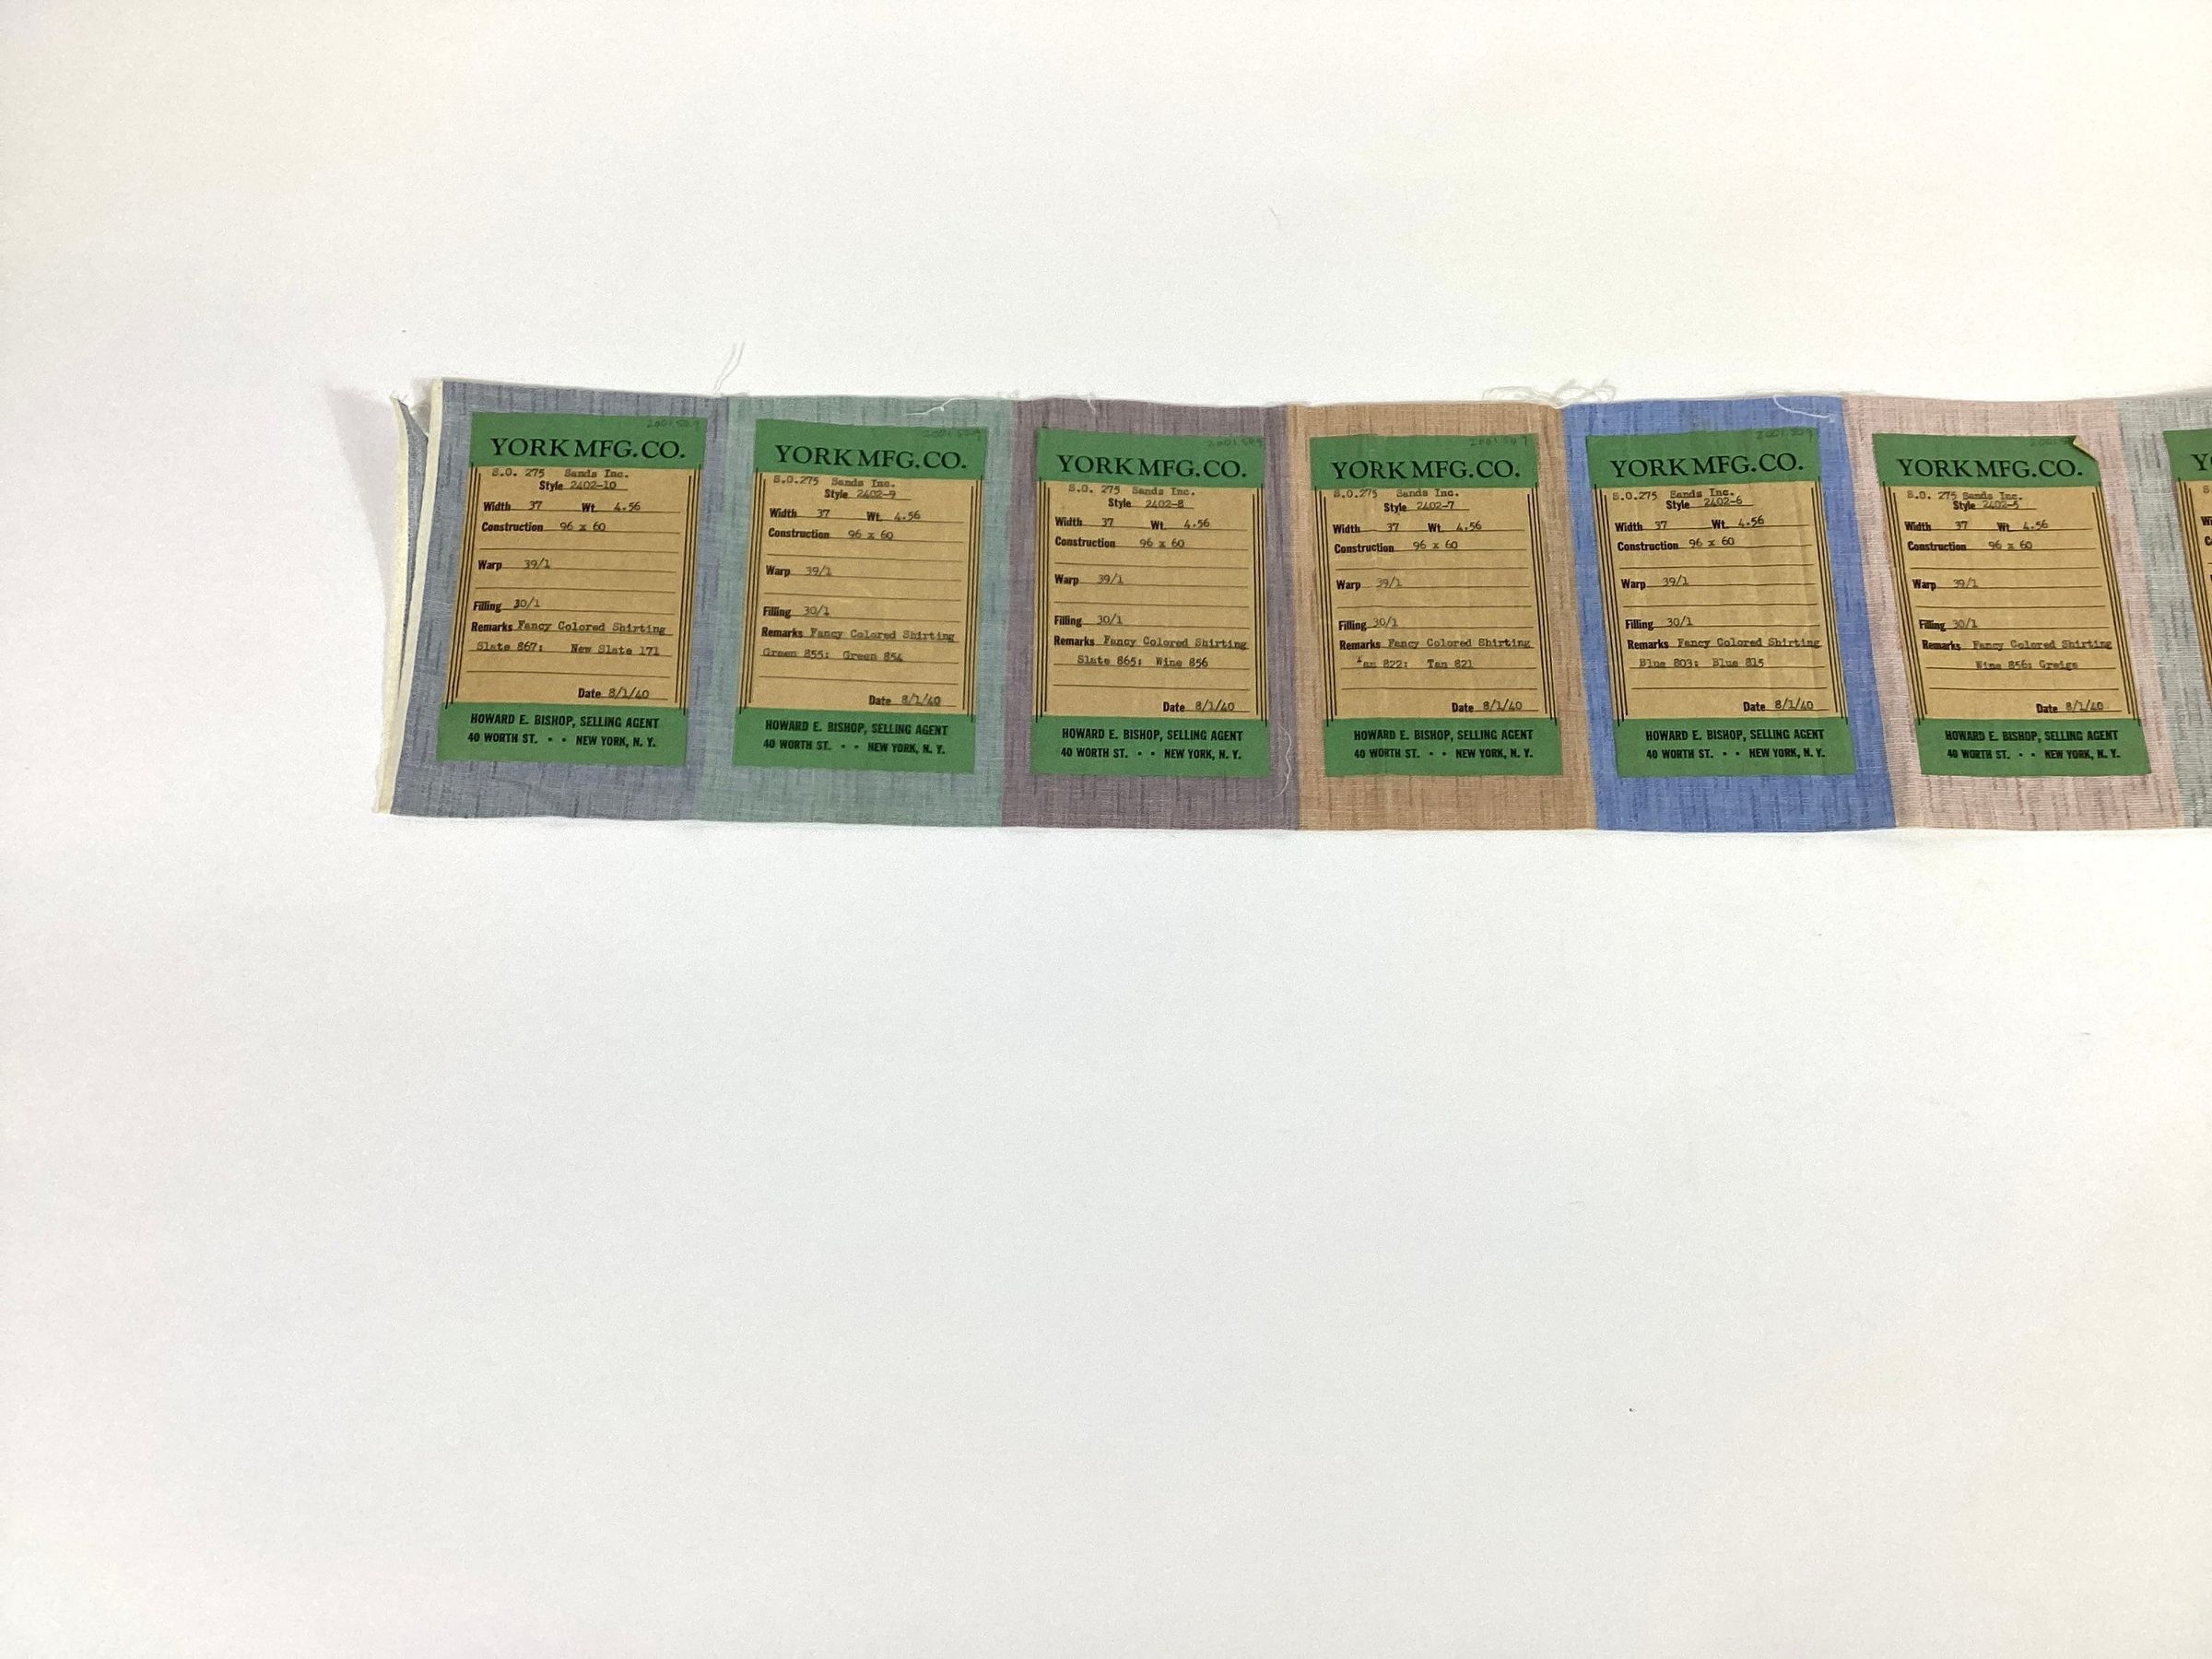 2001.50.9
YORK MFG. CO.
S.O. 275 Sands Inc.
Style 2402-10
Width 37 Wt. 4.56
Construction 96 x 60
Warp 39/1
Filling 30/1
Remarks Fancy Colored Shirting
Slate 867: New Slate 171
Date 8/1/40
HOWARD E. BISHOP, SELLING AGENT
40 WORTH ST. • • NEW YORK, N. Y.
YORK MFG. CO.
S.O.275 Sands Inc.
Style 2402-9
Width 37 Wt. 4.56
Construction 96 x 60
Warp 39/1
Filling 30/1
Remarks Fancy Colored Shirting
Green 855: Green 854
Date 8/1/40
HOWARD E. BISHOP, SELLING AGENT
40 WORTH ST. • • NEW YORK, N. Y.
YORK MFG. CO.
S.O. 275 Sands Inc.
Style 2402-8
Width 37 Wt. 4.56
Construction 96 x 60
Warp 39/1
Filling 30/1
Remarks Fancy Colored Shirting
Slate 865: Wine 856
Date 8/1/40
HOWARD E. BISHOP, SELLING AGENT
40 WORTH ST. • • NEW YORK, N. Y.
YORK MFG. CO.
S.O.275 Sands Inc.
Style 2402-7
Width 37 Wt. 4.56
Construction 96 x 60
Warp 39/1
Filling 30/1
Remarks Fancy Colored Shirting
Tan 822: Tan 821
Date 8/1/40
HOWARD E. BISHOP, SELLING AGENT
40 WORTH ST. • • NEW YORK, N. Y.
YORK MFG. CO.
S.O.275 Sands Inc.
Style 2402-6
Width 37 Wt. 4.56
Construction 96 x 60
Warp 39/1
Filling 30/1
Remarks Fancy Colored Shirting
Blue 803: Blue 815
Date 8/1/40
HOWARD E. BISHOP, SELLING AGENT
40 WORTH ST. • • NEW YORK, N. Y.
YORK MFG. CO.
S.O. 275 Sands Inc.
Style 2402-5
Width 37 Wt. 4.56
Construction 96 x 60
Warp 39/1
Filling 30/1
Remarks Fancy Colored Shirting
Wine 856: Greige
Date 8/1/40
HOWARD E. BISHOP, SELLING AGENT
40 WORTH ST. • • NEW YORK, N. Y.